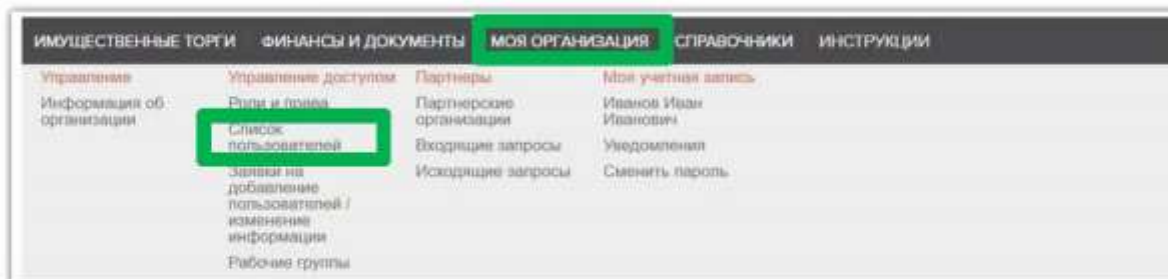 ИМУЩЕСТВЕННЫЕ ТОРГИ ФИНАНСЫ И ДОКУМЕНТЫ МОЯ ОРГАНИЗАЦИЯ СПРАВОЧНИКИ ИНСТРУКЦИИ
Управление
Информация об
организации
Управление доступом
Роли и права
Список
пользователей
Заявки на
добавление
пользователей /
изменение
информации
Рабочие группы
Партнеры
Партнерские
организации
Входящие запросы
Исходящие запросы
Моя учетная запись
Иванов Иван
Иванович
Уведомления
Сменить пароль